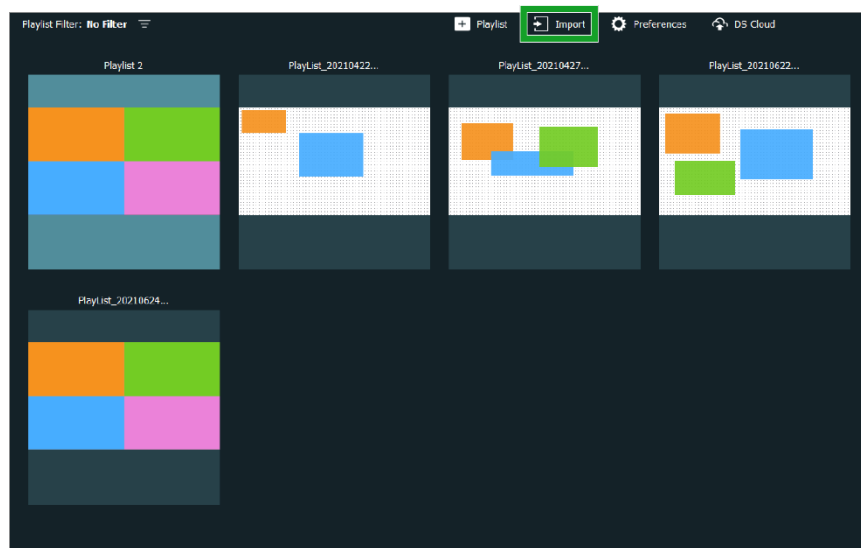 Playlist Filter: No Filter
Playlist
Import
Preferences
DS Cloud
Playlist 2
PlayList_20210422...
PlayList_20210427...
PlayList_20210622...
PlayList_20210624...